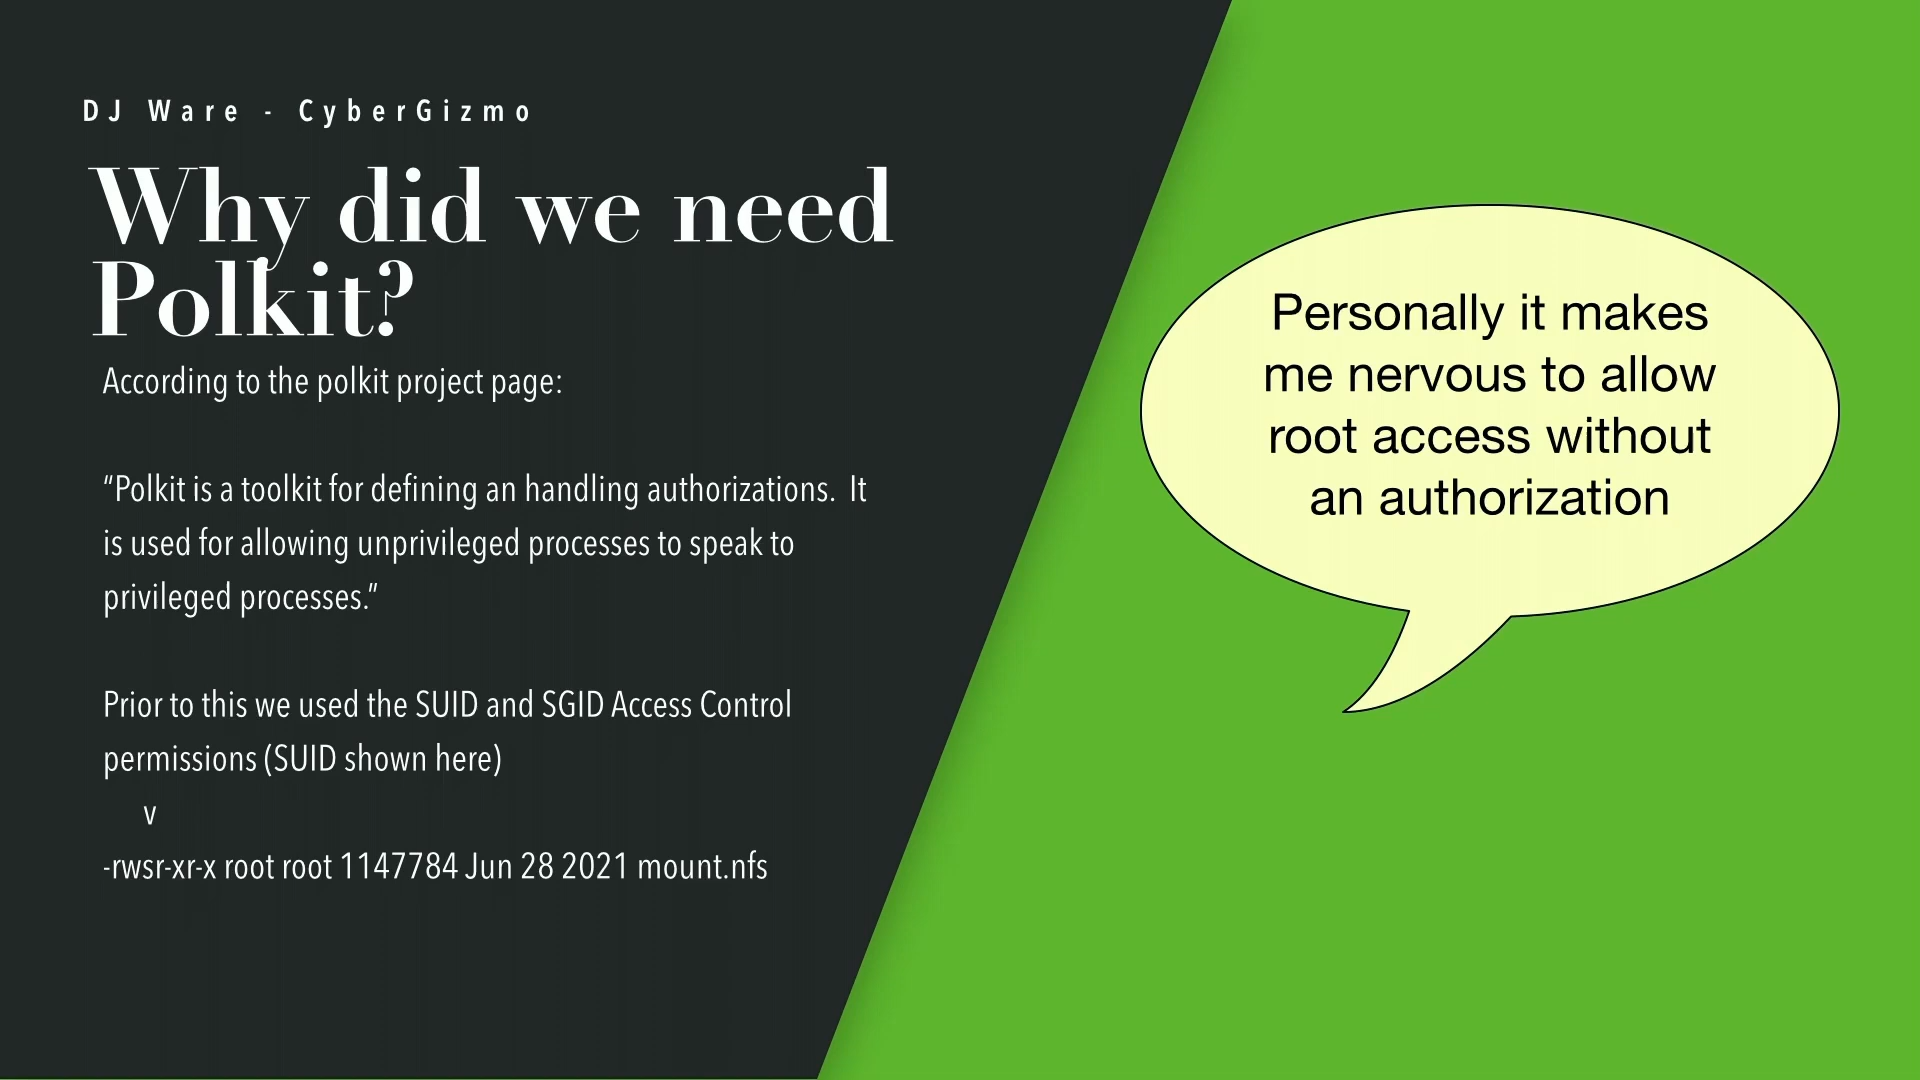 DJ Ware - CyberGizmo
Why did we need
Polkit?
According to the polkit project page:
“Polkit is a toolkit for defining an handling authorizations.  It
is used for allowing unprivileged processes to speak to
privileged processes.”
Prior to this we used the SUID and SGID Access Control
permissions (SUID shown here)
v
-rwsr-xr-x root root 1147784 Jun 28 2021 mount.nfs
Personally it makes
me nervous to allow
root access without
an authorization